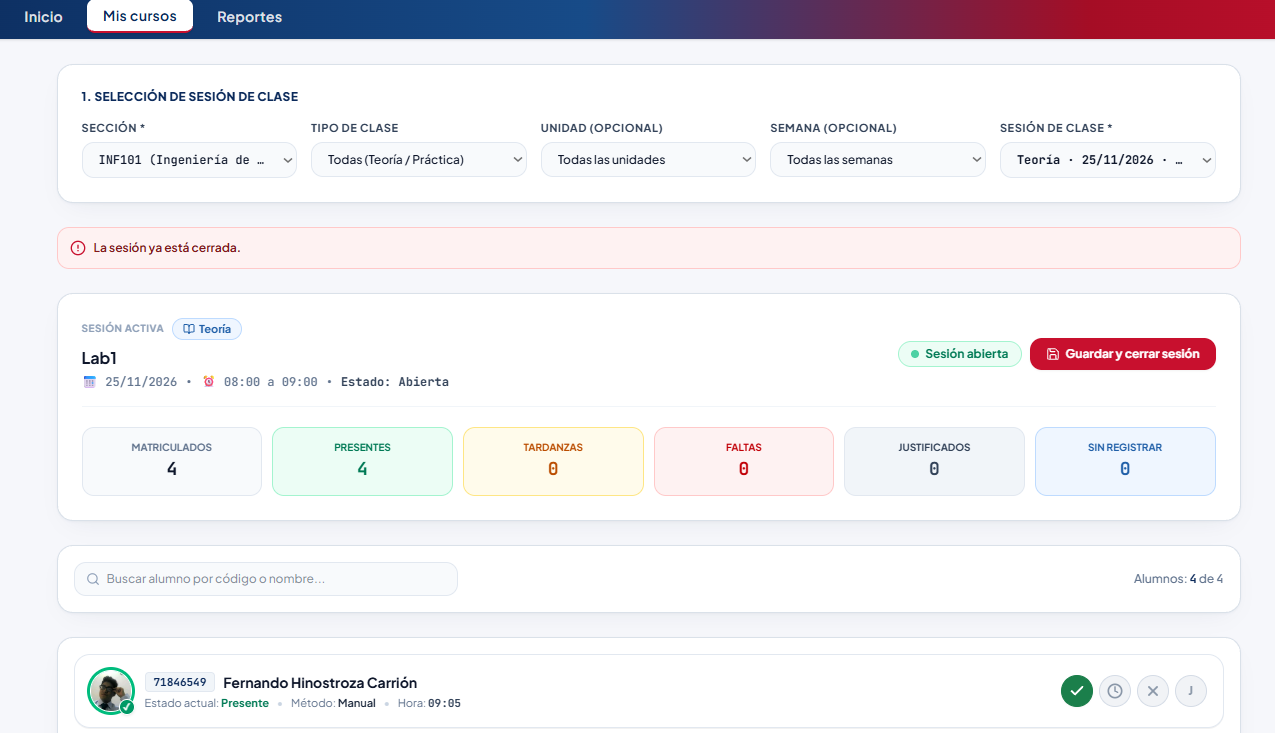 Inicio Mis cursos Reportes
1. SELECCIÓN DE SESIÓN DE CLASE
SECCIÓN * TIPO DE CLASE UNIDAD (OPCIONAL) SEMANA (OPCIONAL) SESIÓN DE CLASE *
INF101 (Ingeniería de … Todas (Teoría / Práctica) Todas las unidades Todas las semanas Teoría · 25/11/2026 · …
La sesión ya está cerrada.
SESIÓN ACTIVA Teoría
Lab1
25/11/2026 • 08:00 a 09:00 • Estado: Abierta
Sesión abierta Guardar y cerrar sesión
MATRICULADOS PRESENTES TARDANZAS FALTAS JUSTIFICADOS SIN REGISTRAR
4 4 0 0 0 0
Buscar alumno por código o nombre... Alumnos: 4 de 4
71846549 Fernando Hinostroza Carrión
Estado actual: Presente • Método: Manual • Hora: 09:05
J